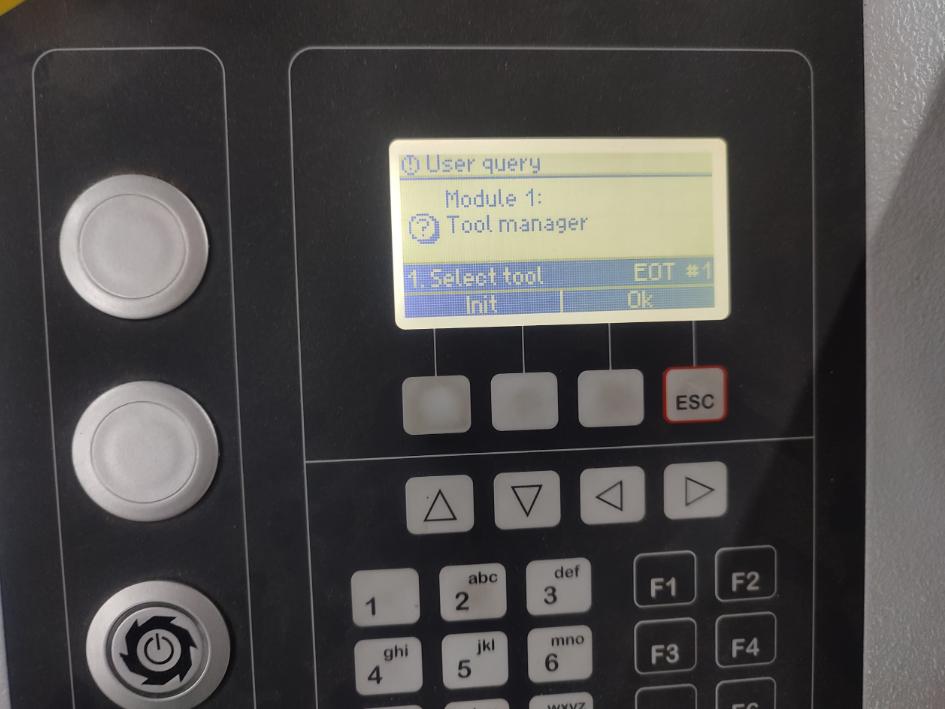 User query
Module 1:
Tool manager
1. Select tool EOT #1
Init Ok
ESC
1 2 abc 3 def F1 F2
4 ghi 5 jkl 6 mno F3 F4